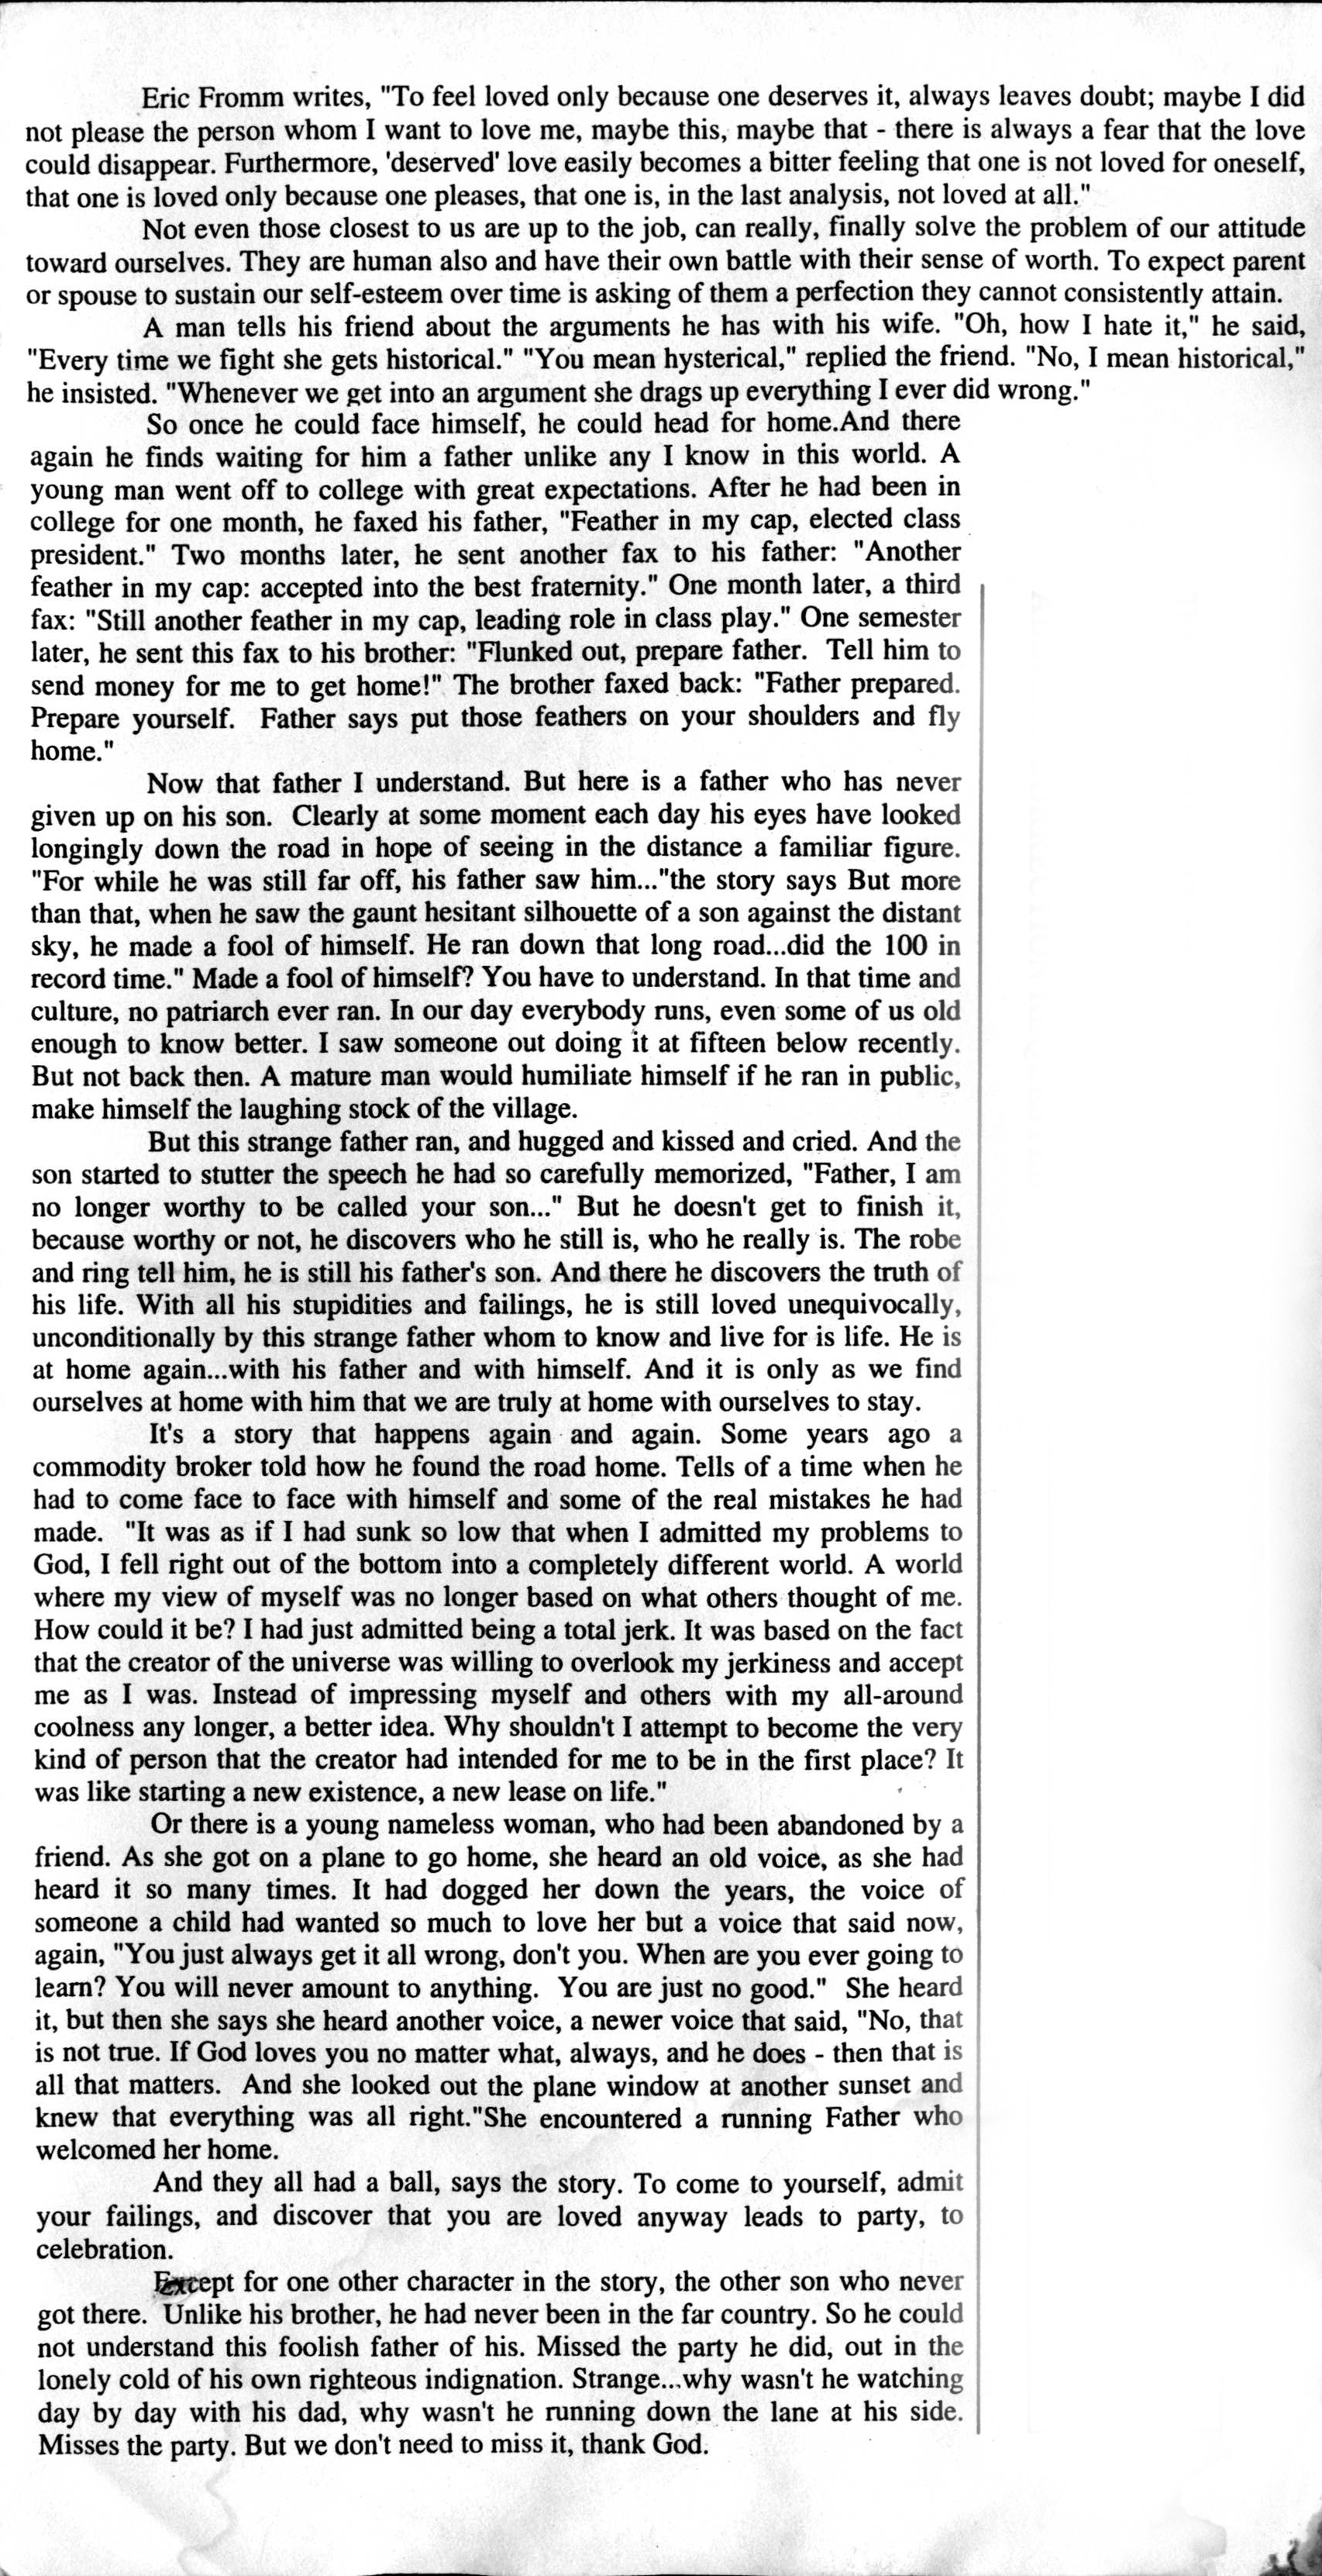 Eric Fromm writes, "To feel loved only because one deserves it, always leaves doubt; maybe I did
not please the person whom I want to love me, maybe this, maybe that - there is always a fear that the love
could disappear. Furthermore, 'deserved' love easily becomes a bitter feeling that one is not loved for oneself,
that one is loved only because one pleases, that one is, in the last analysis, not loved at all."
Not even those closest to us are up to the job, can really, finally solve the problem of our attitude
toward ourselves. They are human also and have their own battle with their sense of worth. To expect parent
or spouse to sustain our self-esteem over time is asking of them a perfection they cannot consistently attain.
A man tells his friend about the arguments he has with his wife. "Oh, how I hate it," he said,
"Every time we fight she gets historical." "You mean hysterical," replied the friend. "No, I mean historical,"
he insisted. "Whenever we get into an argument she drags up everything I ever did wrong."
So once he could face himself, he could head for home.And there
again he finds waiting for him a father unlike any I know in this world. A
young man went off to college with great expectations. After he had been in
college for one month, he faxed his father, "Feather in my cap, elected class
president." Two months later, he sent another fax to his father: "Another
feather in my cap: accepted into the best fraternity." One month later, a third
fax: "Still another feather in my cap, leading role in class play." One semester
later, he sent this fax to his brother: "Flunked out, prepare father. Tell him to
send money for me to get home!" The brother faxed back: "Father prepared.
Prepare yourself. Father says put those feathers on your shoulders and fly
home."
Now that father I understand. But here is a father who has never
given up on his son. Clearly at some moment each day his eyes have looked
longingly down the road in hope of seeing in the distance a familiar figure.
"For while he was still far off, his father saw him..."the story says But more
than that, when he saw the gaunt hesitant silhouette of a son against the distant
sky, he made a fool of himself. He ran down that long road...did the 100 in
record time." Made a fool of himself? You have to understand. In that time and
culture, no patriarch ever ran. In our day everybody runs, even some of us old
enough to know better. I saw someone out doing it at fifteen below recently.
But not back then. A mature man would humiliate himself if he ran in public,
make himself the laughing stock of the village.
But this strange father ran, and hugged and kissed and cried. And the
son started to stutter the speech he had so carefully memorized, "Father, I am
no longer worthy to be called your son..." But he doesn't get to finish it,
because worthy or not, he discovers who he still is, who he really is. The robe
and ring tell him, he is still his father's son. And there he discovers the truth of
his life. With all his stupidities and failings, he is still loved unequivocally,
unconditionally by this strange father whom to know and live for is life. He is
at home again...with his father and with himself. And it is only as we find
ourselves at home with him that we are truly at home with ourselves to stay.
It's a story that happens again and again. Some years ago a
commodity broker told how he found the road home. Tells of a time when he
had to come face to face with himself and some of the real mistakes he had
made. "It was as if I had sunk so low that when I admitted my problems to
God, I fell right out of the bottom into a completely different world. A world
where my view of myself was no longer based on what others thought of me.
How could it be? I had just admitted being a total jerk. It was based on the fact
that the creator of the universe was willing to overlook my jerkiness and accept
me as I was. Instead of impressing myself and others with my all-around
coolness any longer, a better idea. Why shouldn't I attempt to become the very
kind of person that the creator had intended for me to be in the first place? It
was like starting a new existence, a new lease on life."
Or there is a young nameless woman, who had been abandoned by a
friend. As she got on a plane to go home, she heard an old voice, as she had
heard it so many times. It had dogged her down the years, the voice of
someone a child had wanted so much to love her but a voice that said now,
again, "You just always get it all wrong, don't you. When are you ever going to
learn? You will never amount to anything. You are just no good." She heard
it, but then she says she heard another voice, a newer voice that said, "No, that
is not true. If God loves you no matter what, always, and he does - then that is
all that matters. And she looked out the plane window at another sunset and
knew that everything was all right."She encountered a running Father who
welcomed her home.
And they all had a ball, says the story. To come to yourself, admit
your failings, and discover that you are loved anyway leads to party, to
celebration.
Except for one other character in the story, the other son who never
got there. Unlike his brother, he had never been in the far country. So he could
not understand this foolish father of his. Missed the party he did, out in the
lonely cold of his own righteous indignation. Strange...why wasn't he watching
day by day with his dad, why wasn't he running down the lane at his side.
Misses the party. But we don't need to miss it, thank God.